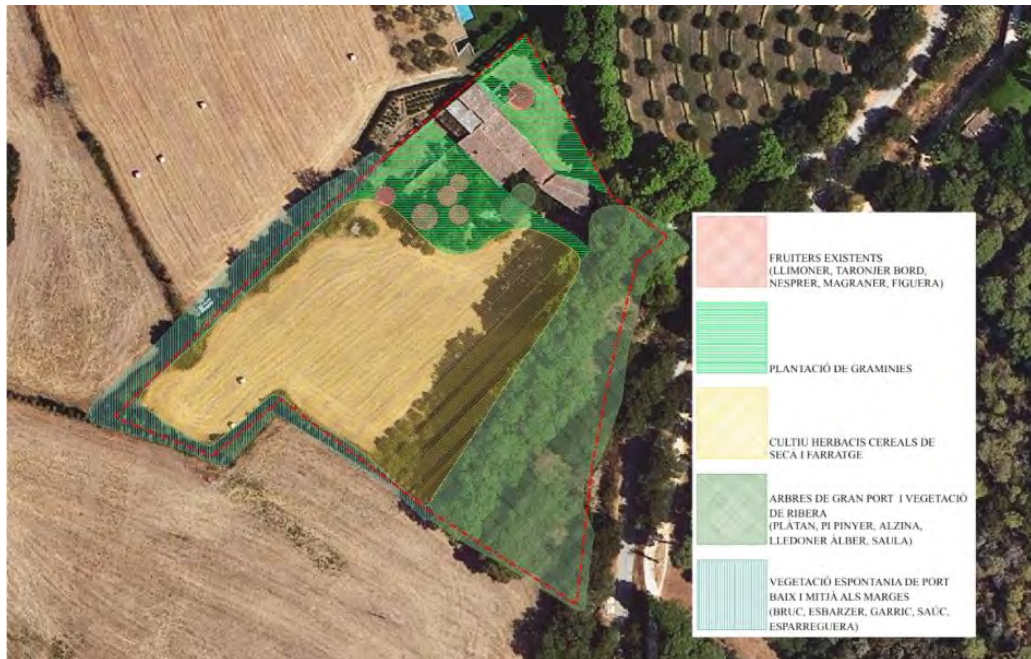 FRUITERS EXISTENTS
(LLIMONER, TARONJER BORD,
NESPRER, MAGRANER, FIGUERA)
PLANTACIÓ DE GRAMINIES
CULTIU HERBACIS CEREALS DE
SECÀ I FARRATGE
ARBRES DE GRAN PORT I VEGETACIÓ
DE RIBERA
(PLÀTAN, PI PINYER, ALZINA,
LLEDONER ÀLBER, SAULA)
VEGETACIÓ ESPONTANIA DE PORT
BAIX I MITJÀ ALS MARGES
(BRUC, ESBARZER, GARRIC, SAÜC,
ESPARREGUERA)